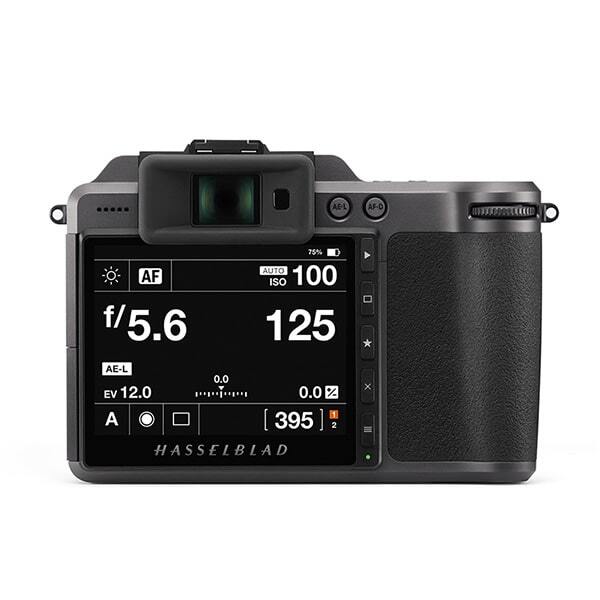 AE-L AF-D
75%
AF AUTO ISO 100
f/5.6 125
AE-L
EV 12.0 0.0 0.0
A [395] 1
2
HASSELBLAD